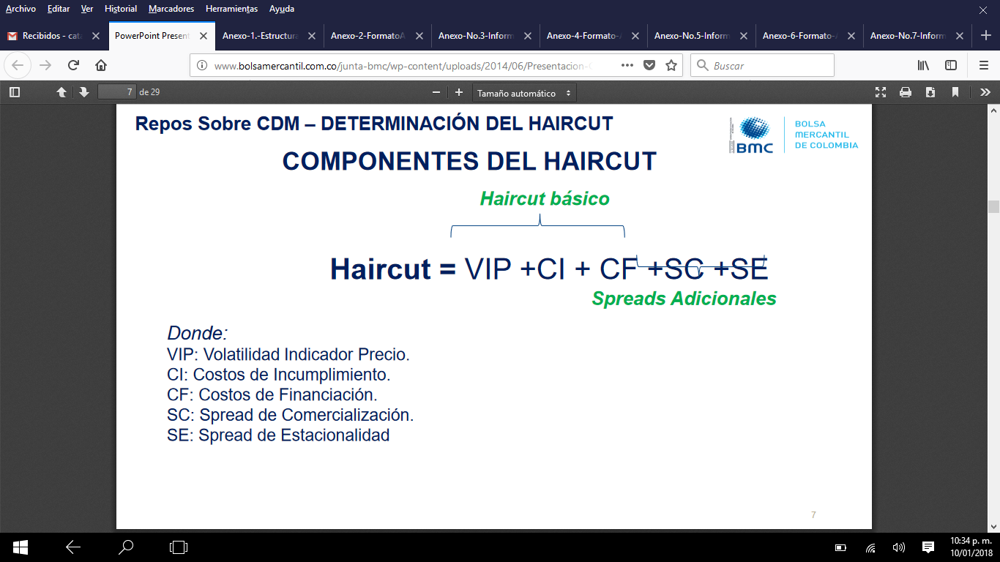 Archivo Editar Ver Historial Marcadores Herramientas Ayuda
Recibidos - cata PowerPoint Present Anexo-1.-Estructura Anexo-2-FormatoA Anexo-No.3-Inform Anexo-4-Formato-A Anexo-No.5-Inform Anexo-6-Formato-A Anexo-No.7-Inform
www.bolsamercantil.com.co/junta-bmc/wp-content/uploads/2014/06/Presentacion- Buscar
7 de 29 Tamaño automático
Repos Sobre CDM – DETERMINACIÓN DEL HAIRCUT
BMC
BOLSA
MERCANTIL
DE COLOMBIA
COMPONENTES DEL HAIRCUT
Haircut básico
Haircut = VIP +CI + CF +SC +SE
Spreads Adicionales
Donde:
VIP: Volatilidad Indicador Precio.
CI: Costos de Incumplimiento.
CF: Costos de Financiación.
SC: Spread de Comercialización.
SE: Spread de Estacionalidad
7
10:34 p. m.
10/01/2018